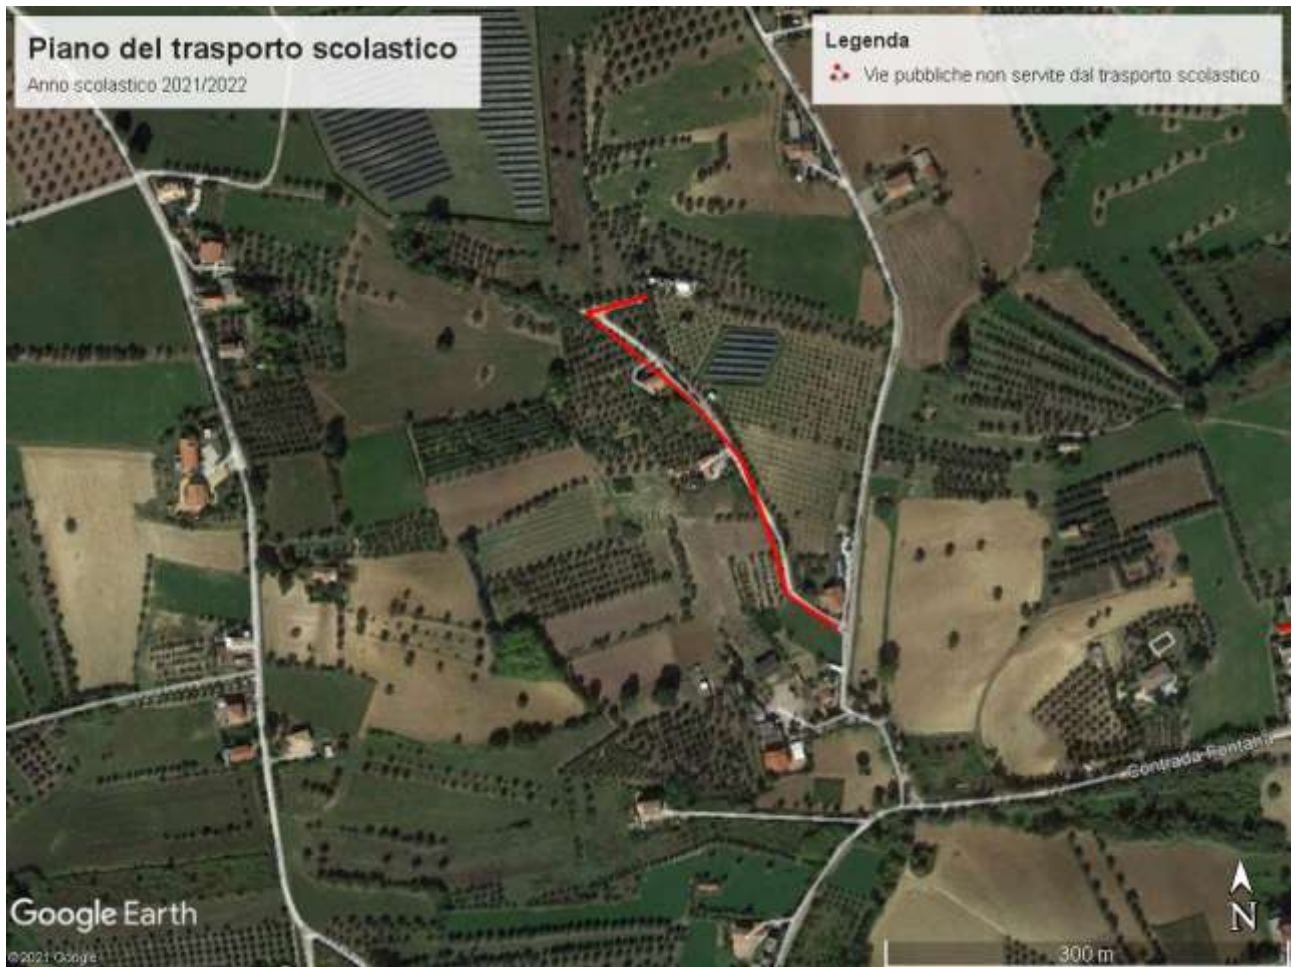 Piano del trasporto scolastico
Anno scolastico 2021/2022
Legenda
Vie pubbliche non servite dal trasporto scolastico
Contrada Fontana
Google Earth
N
©2021 Google
300 m